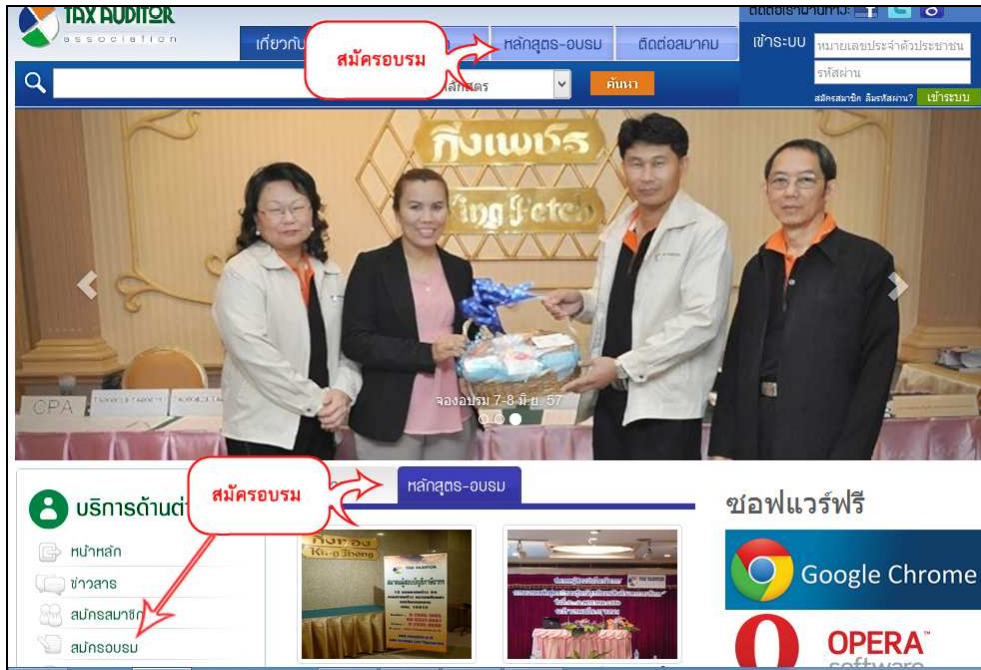 TAX AUDITOR
association
ติดต่อเราผ่านทาง:
เกี่ยวกับ
สมัครอบรม
หลักสูตร-อบรม
ติดต่อสมาคม
เข้าระบบ
หมายเลขประจำตัวประชาชน
รหัสผ่าน
สมัครสมาชิก ลืมรหัสผ่าน?
เข้าระบบ
ค้นหา
กิ่งเพชร
King Petch
CPA
จองอบรม 7-8 มิ.ย. 57
สมัครอบรม
หลักสูตร-อบรม
บริการด้านต่
หน้าหลัก
ข่าวสาร
สมัครสมาชิก
สมัครอบรม
กิ่งทอง
King Thong
TAX AUDITOR
ซอฟแวร์ฟรี
Google Chrome
OPERA
software